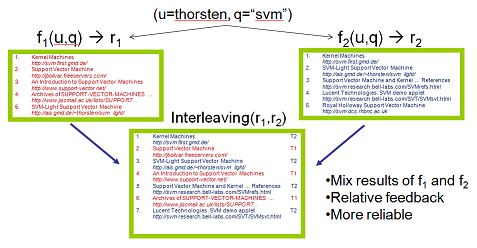 (u=thorsten, q="svm")
f1(u,q) → r1
f2(u,q) → r2
1. Kernel Machines
http://svm.first.gmd.de/
2. Support Vector Machine
http://jbolivar.freeservers.com/
3. An Introduction to Support Vector Machines
http://www.support-vector.net/
4. Archives of SUPPORT-VECTOR-MACHINES ...
http://www.jiscmail.ac.uk/lists/SUPPORT...
5. SVM-Light Support Vector Machine
http://ais.gmd.de/~thorsten/svm light/
1. Kernel Machines
http://svm.first.gmd.de/
2. SVM-Light Support Vector Machine
http://ais.gmd.de/~thorsten/svm light/
3. Support Vector Machine and Kernel ... References
http://svm.research.bell-labs.com/SVMrefs.html
4. Lucent Technologies: SVM demo applet
http://svm.research.bell-labs.com/SVT/SVMsvt.html
5. Royal Holloway Support Vector Machine
http://svm.dcs.rhbnc.ac.uk
Interleaving(r1,r2)
1. Kernel Machines T2
http://svm.first.gmd.de/
2. Support Vector Machine T1
http://jbolivar.freeservers.com/
3. SVM-Light Support Vector Machine T2
http://ais.gmd.de/~thorsten/svm light/
4. An Introduction to Support Vector Machines T1
http://www.support-vector.net/
5. Support Vector Machine and Kernel ... References T2
http://svm.research.bell-labs.com/SVMrefs.html
6. Archives of SUPPORT-VECTOR-MACHINES ... T1
http://www.jiscmail.ac.uk/lists/SUPPORT...
7. Lucent Technologies: SVM demo applet T2
http://svm.research.bell-labs.com/SVT/SVMsvt.html
•Mix results of f1 and f2
•Relative feedback
•More reliable